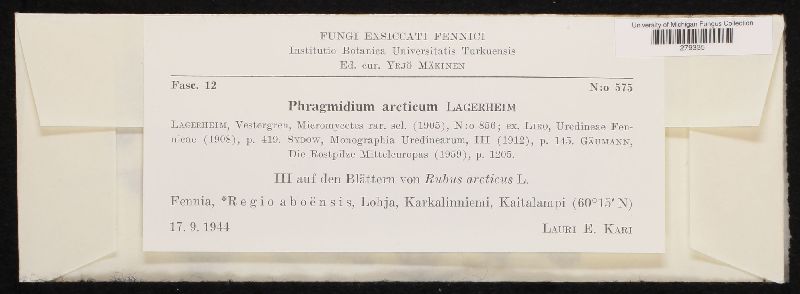 University of Michigan Fungus Collection
279335
FUNGI EXSICCATI FENNICI
Institutio Botanica Universitatis Turkuensis
Ed. cur. YRJÖ MÄKINEN
Fasc. 12 N:o 575
Phragmidium arcticum LAGERHEIM
LAGERHEIM, Vestergren, Micromycetes rar. sel. (1905), N:o 856; ex. LIRO, Uredineae Fen-
nicae (1908), p. 419. SYDOW, Monographia Uredinearum, III (1912), p. 145. GÄUMANN,
Die Rostpilze Mitteleuropas (1959), p. 1205.
III auf den Blättern von Rubus arcticus L.
Fennia, *Regio aboënsis, Lohja, Karkalinniemi, Kaitalampi (60°15' N)
17. 9. 1944 LAURI E. KARI